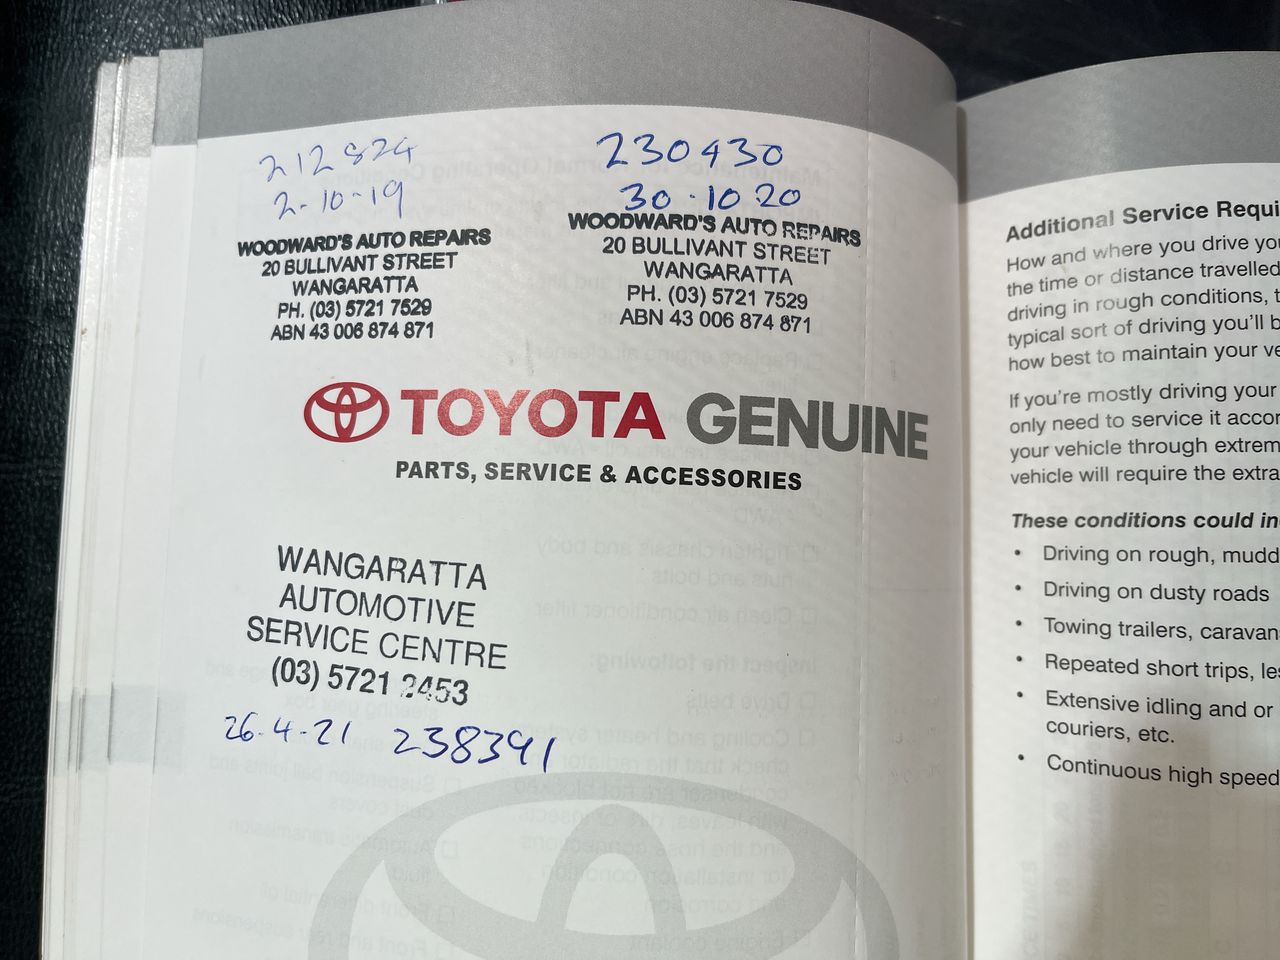 212824
2-10-19
WOODWARD'S AUTO REPAIRS
20 BULLIVANT STREET
WANGARATTA
PH. (03) 5721 7529
ABN 43 006 874 871
230430
30.10.20
WOODWARD'S AUTO REPAIRS
20 BULLIVANT STREET
WANGARATTA
PH. (03) 5721 7529
ABN 43 006 874 871
TOYOTA GENUINE
PARTS, SERVICE & ACCESSORIES
WANGARATTA
AUTOMOTIVE
SERVICE CENTRE
(03) 5721 2453
26.4.21 238391
Additional Service Requi
How and where you drive you
the time or distance travelled
driving in rough conditions, t
typical sort of driving you'll b
how best to maintain your ve
If you're mostly driving your
only need to service it accor
your vehicle through extrem
vehicle will require the extra
These conditions could in
• Driving on rough, mudd
• Driving on dusty roads
• Towing trailers, caravan
• Repeated short trips, les
• Extensive idling and or
couriers, etc.
• Continuous high speed